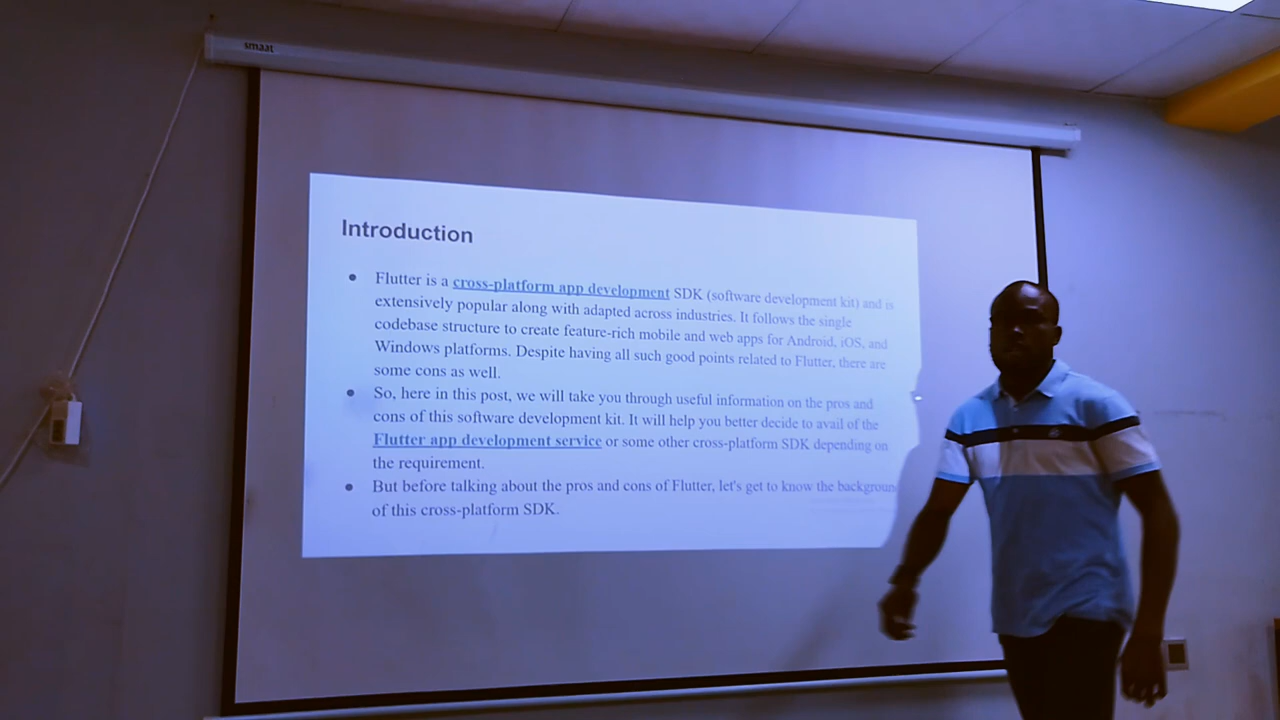 smaat
Introduction
Flutter is a cross-platform app development SDK (software development kit) and is
extensively popular along with adapted across industries. It follows the single
codebase structure to create feature-rich mobile and web apps for Android, iOS, and
Windows platforms. Despite having all such good points related to Flutter, there are
some cons as well.
So, here in this post, we will take you through useful information on the pros and
cons of this software development kit. It will help you better decide to avail of the
Flutter app development service or some other cross-platform SDK depending on
the requirement.
But before talking about the pros and cons of Flutter, let's get to know the backgroun
of this cross-platform SDK.